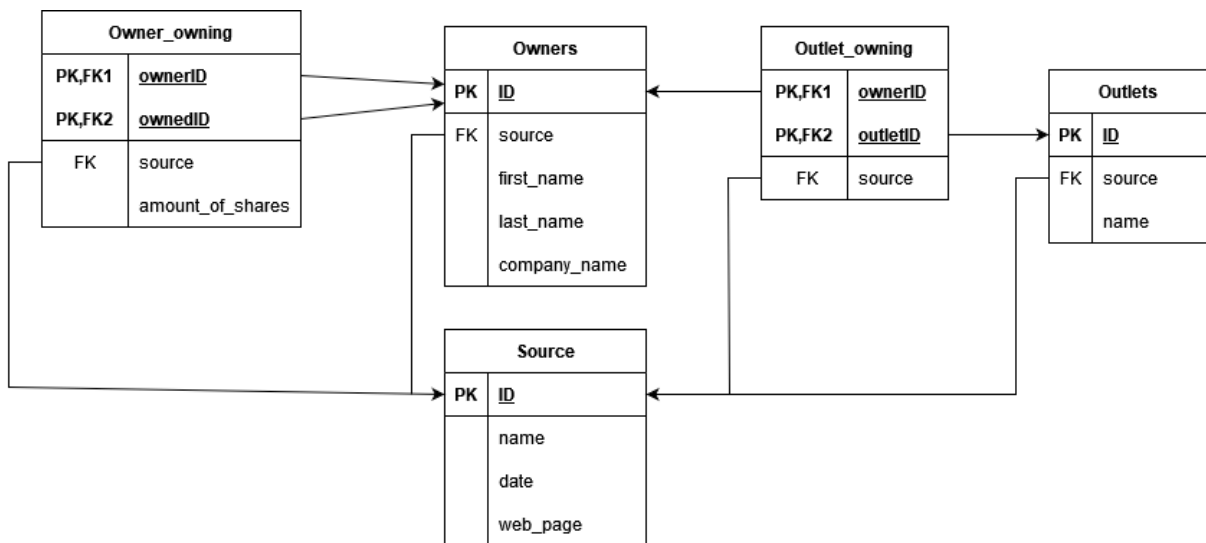 Owner_owning
PK,FK1 ownerID
PK,FK2 ownedID
FK source
amount_of_shares
Owners
PK ID
FK source
first_name
last_name
company_name
Outlet_owning
PK,FK1 ownerID
PK,FK2 outletID
FK source
Outlets
PK ID
FK source
name
Source
PK ID
name
date
web_page